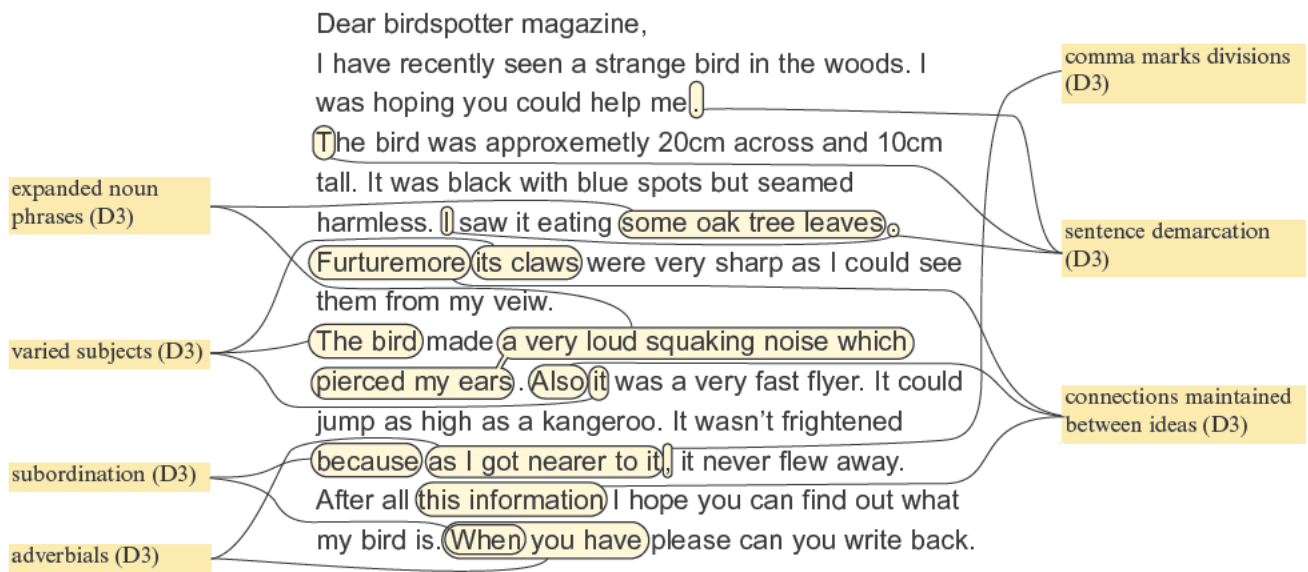 Dear birdspotter magazine,
I have recently seen a strange bird in the woods. I
was hoping you could help me.
The bird was approxemetly 20cm across and 10cm
tall. It was black with blue spots but seamed
harmless. I saw it eating some oak tree leaves.
Furturemore its claws were very sharp as I could see
them from my veiw.
The bird made a very loud squaking noise which
pierced my ears. Also it was a very fast flyer. It could
jump as high as a kangeroo. It wasn't frightened
because as I got nearer to it, it never flew away.
After all this information I hope you can find out what
my bird is. When you have please can you write back.
expanded noun
phrases (D3)
varied subjects (D3)
subordination (D3)
adverbials (D3)
comma marks divisions
(D3)
sentence demarcation
(D3)
connections maintained
between ideas (D3)